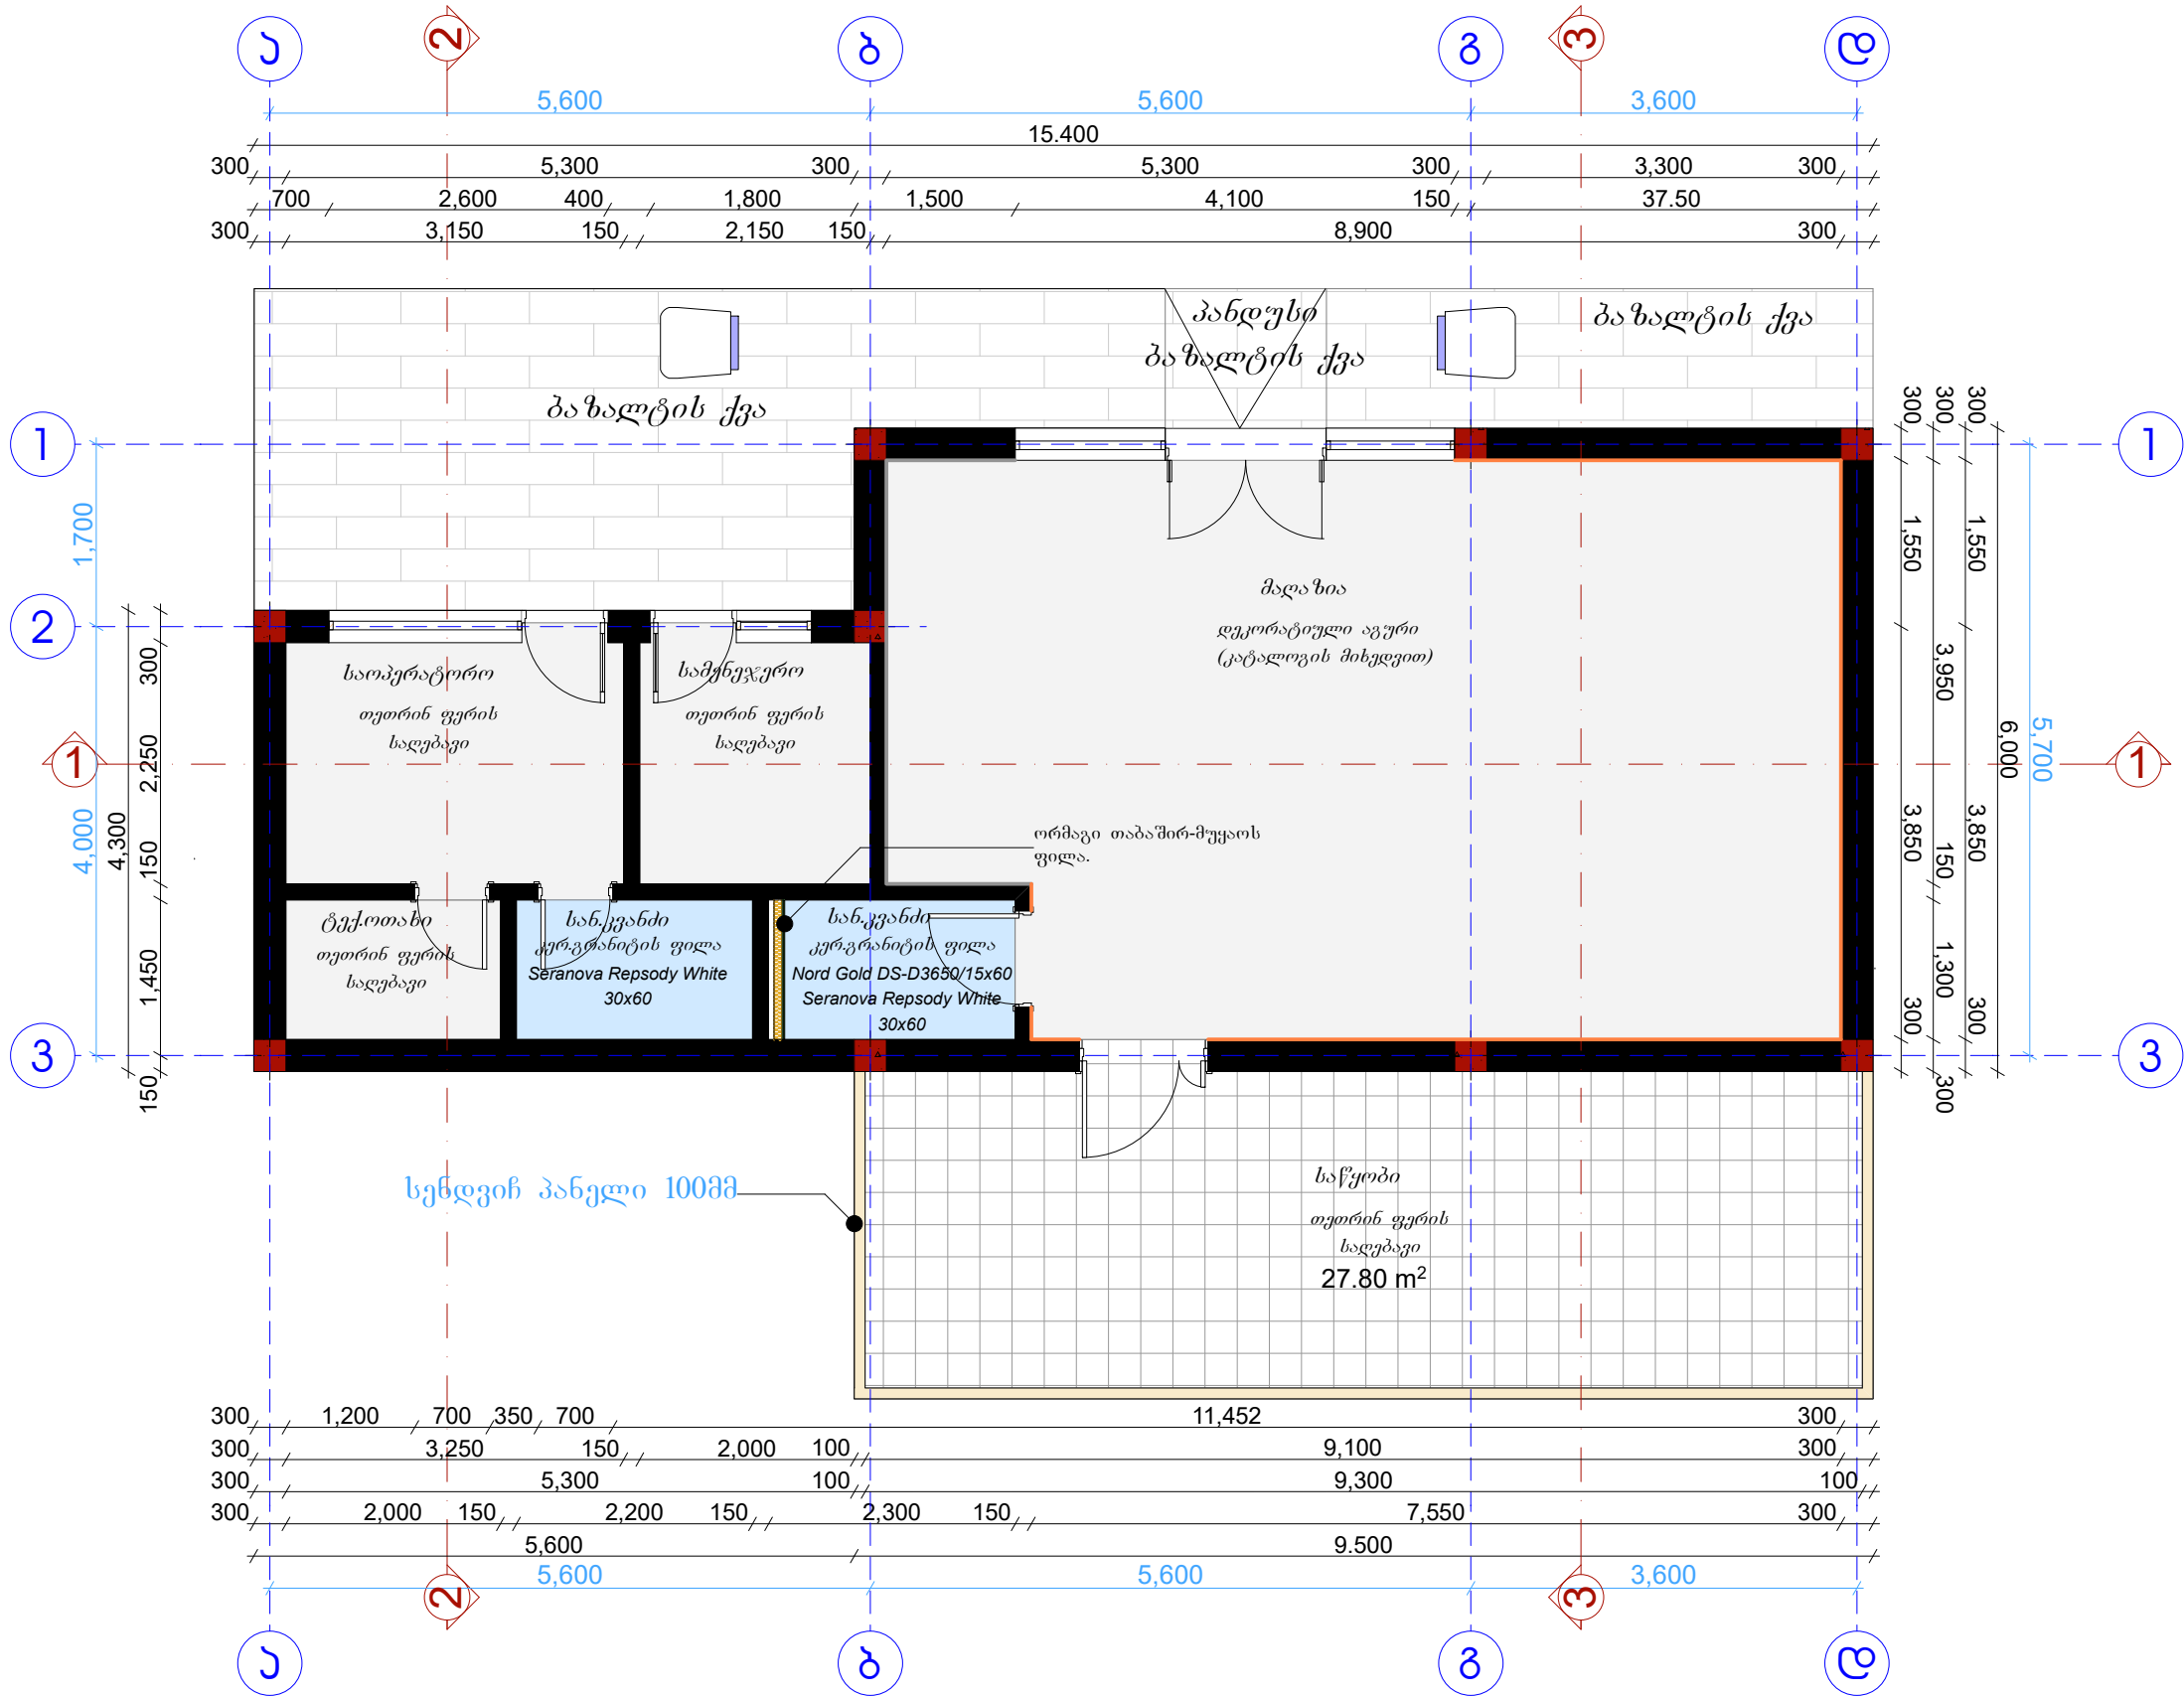 ა 2 ბ გ 3 დ
5,600 5,600 3,600
15.400
300 5,300 300 5,300 300 3,300 300
700 2,600 400 1,800 1,500 4,100 150 37.50
300 3,150 150 2,150 150 8,900 300
პანდუსი
ბაზალტის ქვა
ბაზალტის ქვა
ბაზალტის ქვა
1 1
2
3 3
1 1
1,700
4,000
4,300
300
2,250
150
1,450
150
300 300 300
1,550 1,550
3,950
6,000
5,700
3,850 150 3,850
1,300
300 300
300
მაღაზია
დეკორატიული აგური
(კატალოგის მიხედვით)
საოპერატორო
თეთრინ ფერის
საღებავი
სამენეჯერო
თეთრინ ფერის
საღებავი
ორმაგი თაბაშირ-მუყაოს
ფილა.
ტექ.ოთახი
თეთრინ ფერის
საღებავი
სან.კვანძი
კერ.გრანიტის ფილა
Seranova Repsody White
30x60
სან.კვანძი
კერ.გრანიტის ფილა
Nord Gold DS-D3650/15x60
Seranova Repsody White
30x60
სენდვიჩ პანელი 100მმ
საწყობი
თეთრინ ფერის
საღებავი
27.80 m²
300 1,200 700 350 700 11,452 300
300 3,250 150 2,000 100 9,100 300
300 5,300 100 9,300 100
300 2,000 150 2,200 150 2,300 150 7,550 300
5,600 9.500
5,600 5,600 3,600
2 3
ა ბ გ დ